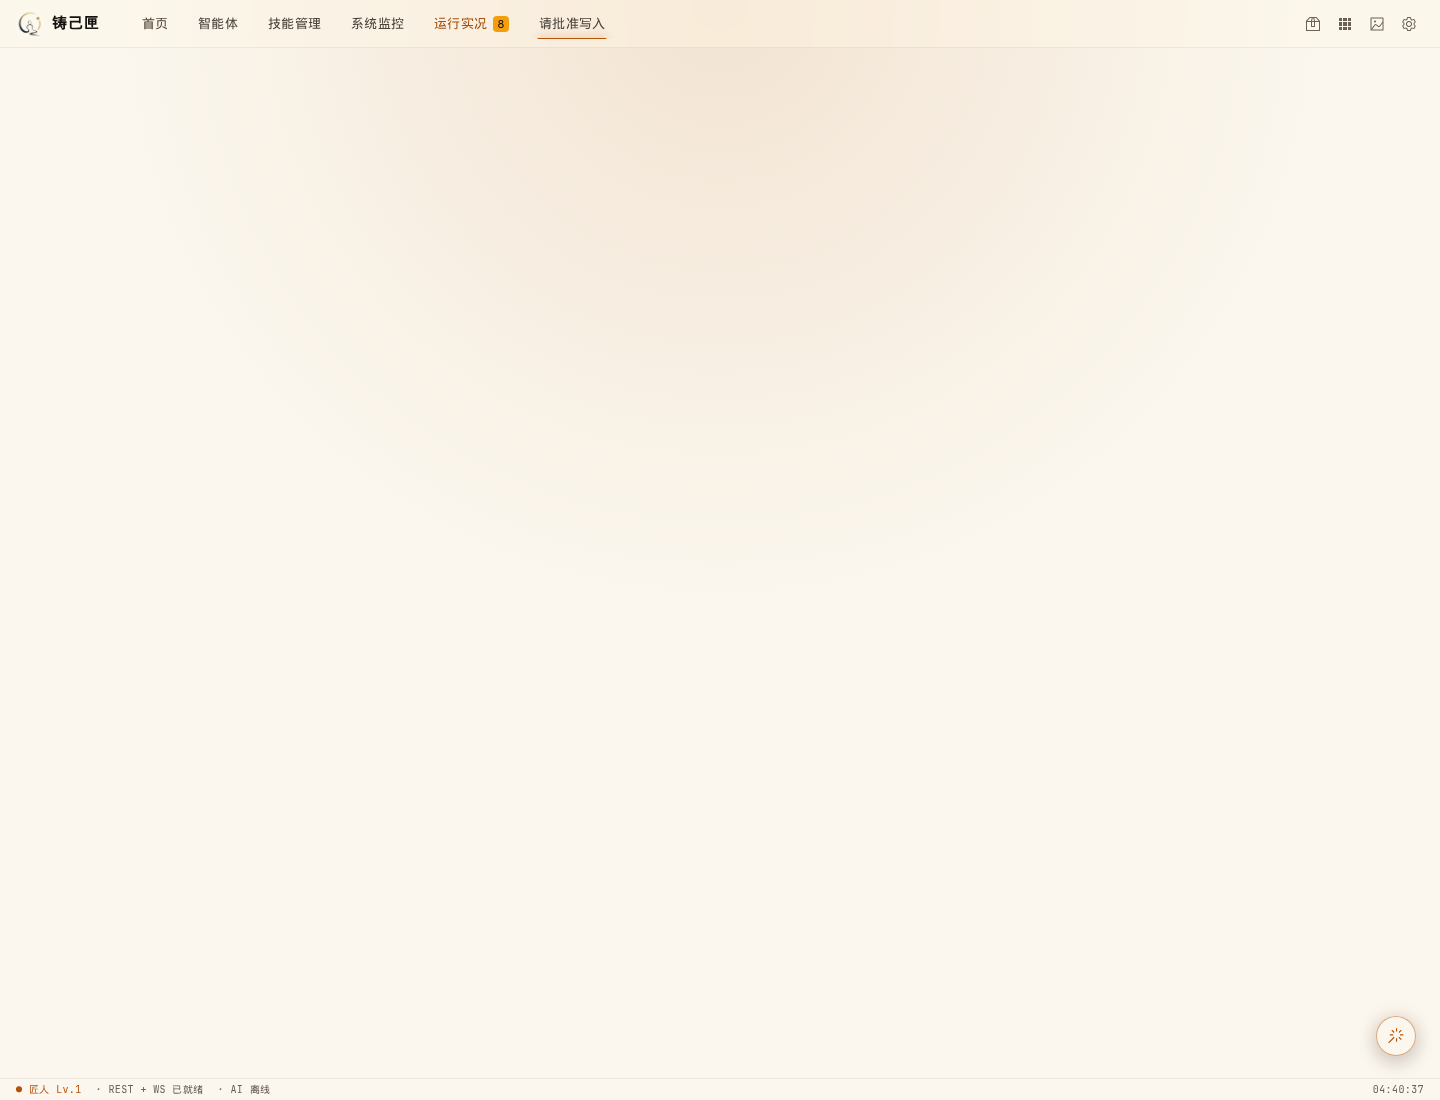 铸己匣 首页 智能体 技能管理 系统监控 运行实况 8 请批准写入
匠人 Lv.1 · REST + WS 已就绪 · AI 离线 04:40:37